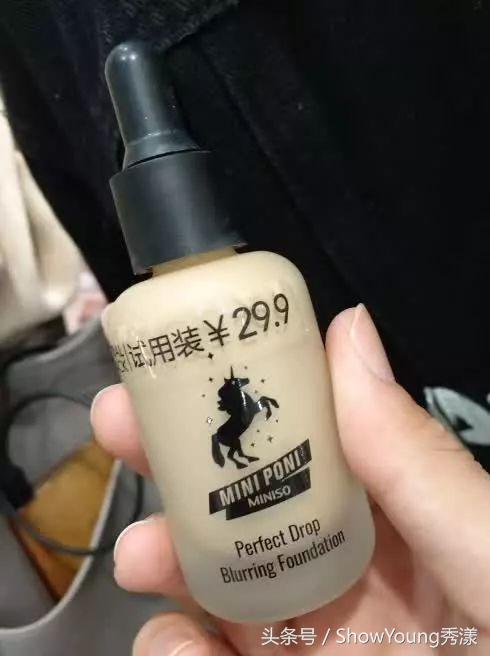 试用装¥29.9
MINI PONI
MINISO
Perfect Drop
Blurring Foundation
头条号 / ShowYoung秀漾